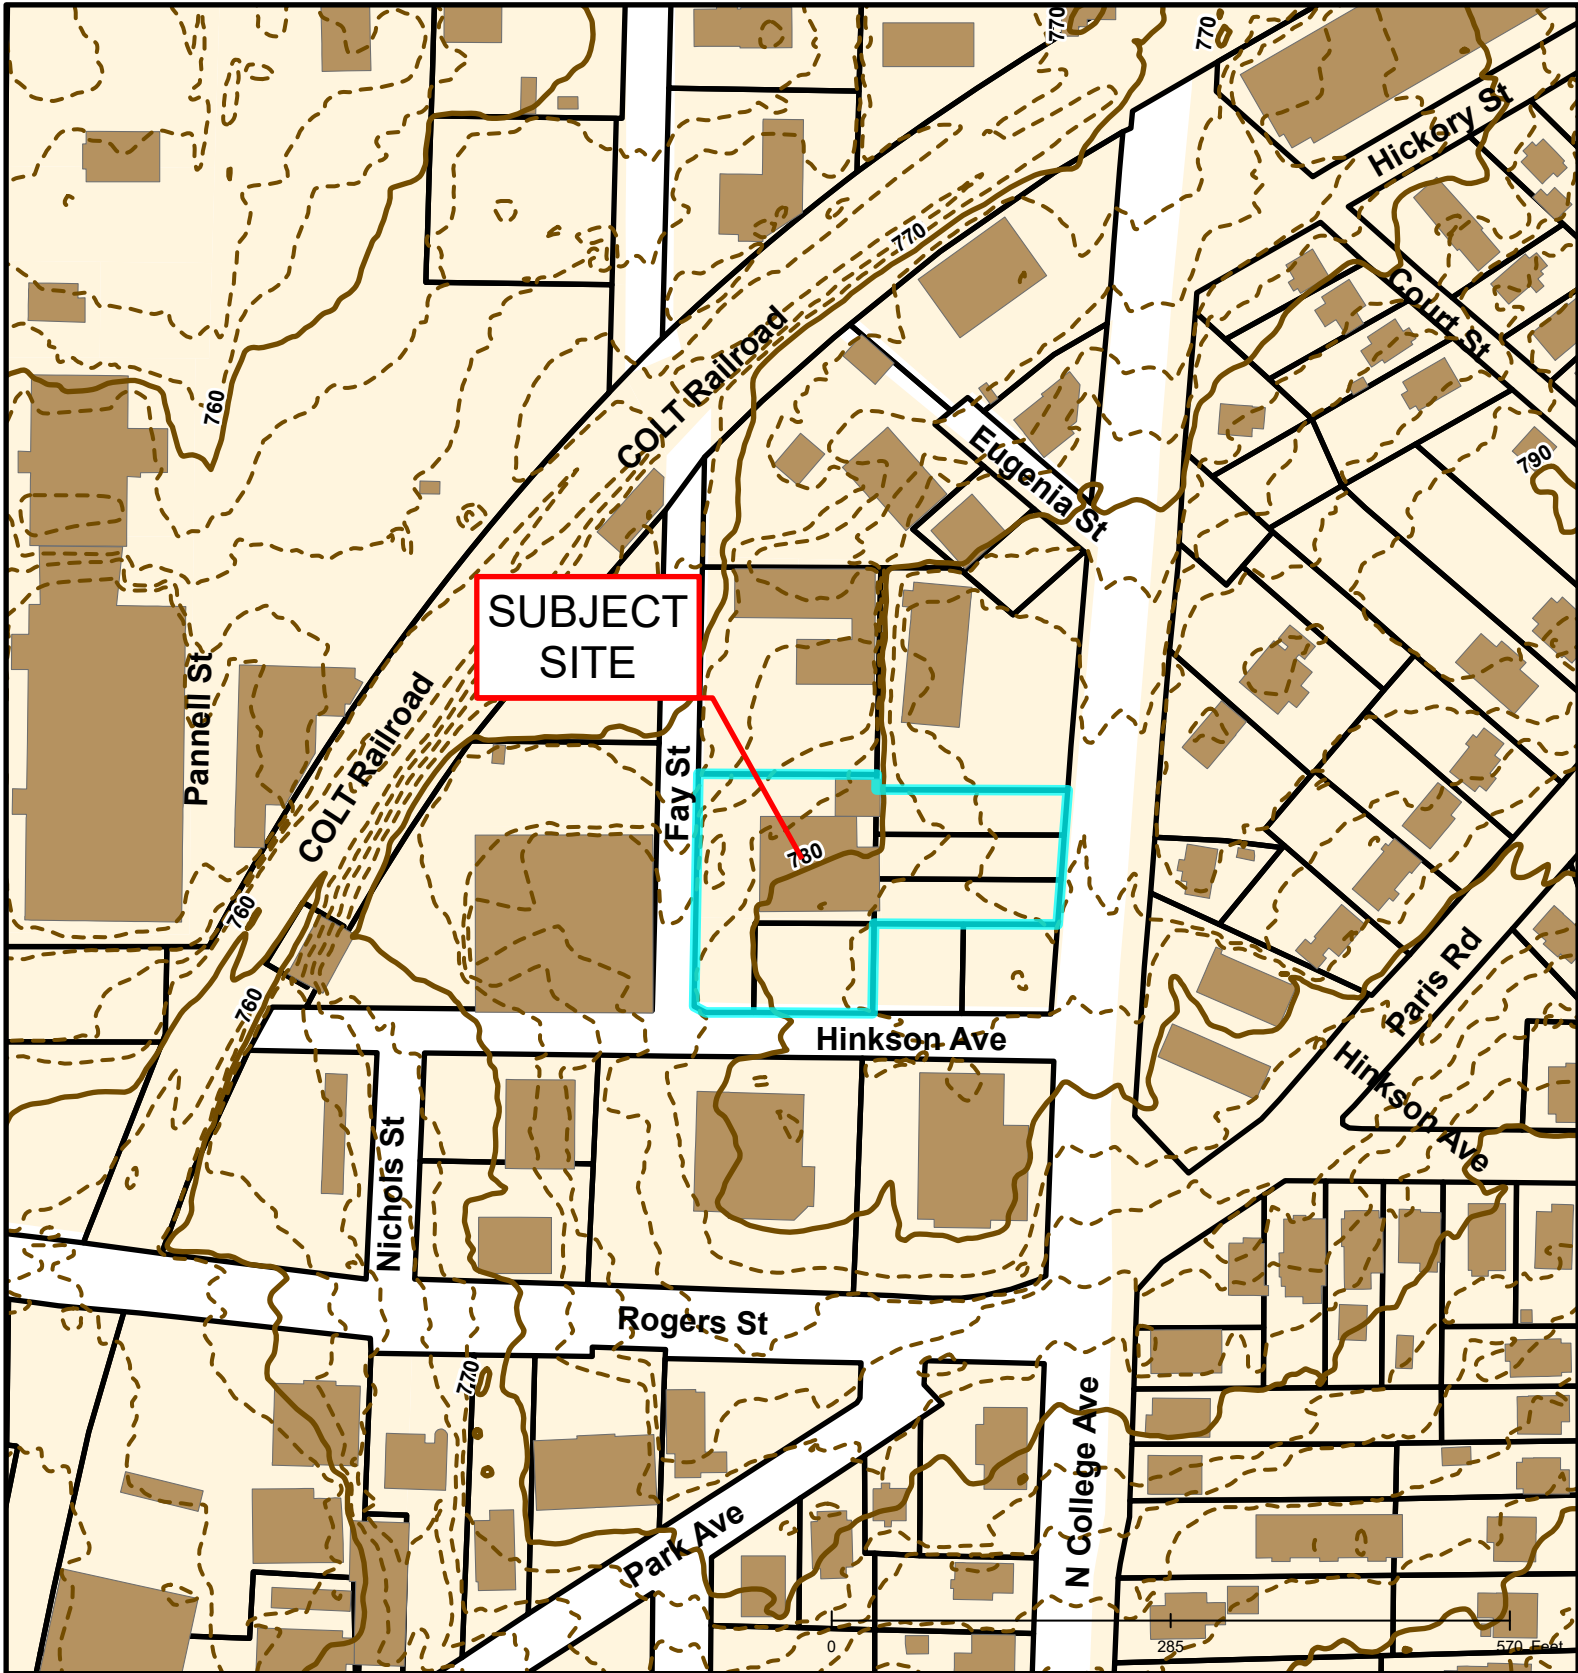 770
770
Hickory St
770
Court St
COLT Railroad
760
Eugenia St
790
SUBJECT
SITE
Pannell St
COLT Railroad
Fay St
780
760
Paris Rd
760
Hinkson Ave
Hinkson Ave
Nichols St
Rogers St
770
N College Ave
Park Ave
0
285
570 Feet